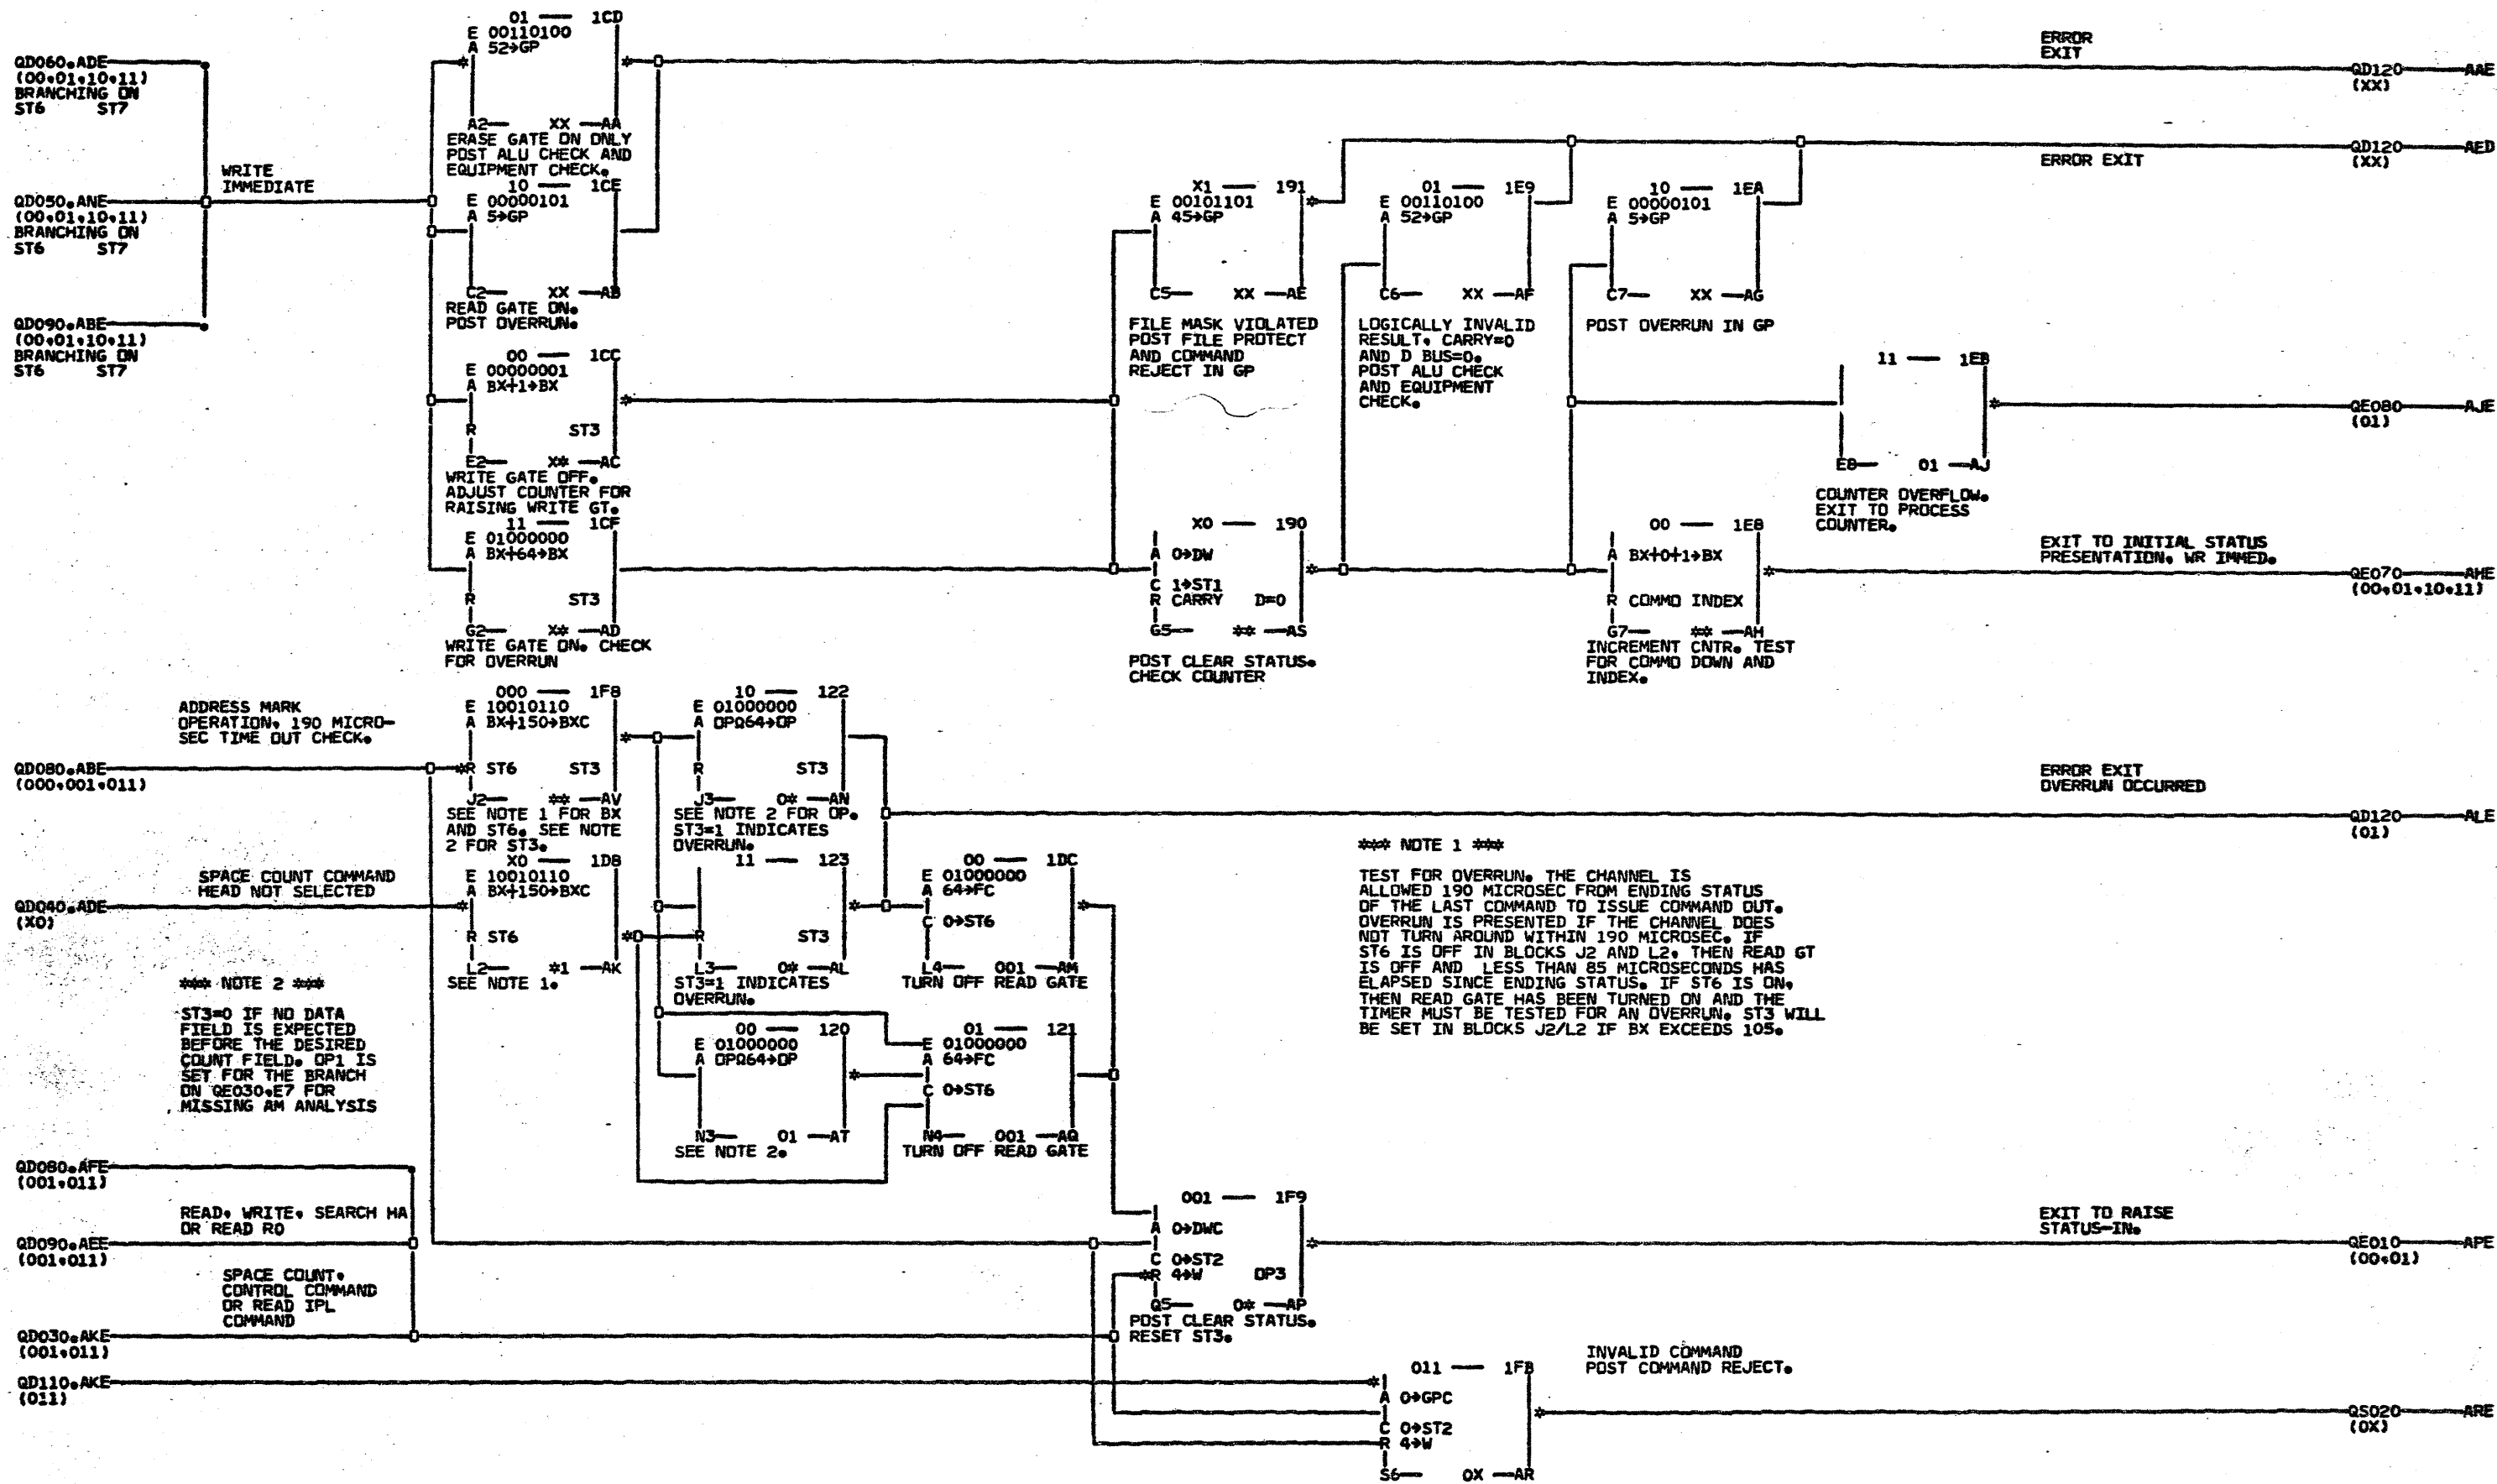 01 — 1CD
E 00110100
A 52→GP
A2— XX —AA
ERASE GATE ON ONLY
POST ALU CHECK AND
EQUIPMENT CHECK.
QD060.ADE
(00,01,10,11)
BRANCHING ON
ST6 ST7
WRITE
IMMEDIATE
QD050.ANE
(00,01,10,11)
BRANCHING ON
ST6 ST7
QD090.ABE
(00,01,10,11)
BRANCHING ON
ST6 ST7
10 — 1CE
E 00000101
A 5→GP
C2— XX —AB
READ GATE ON.
POST OVERRUN.
00 — 1CC
E 00000001
A BX+1→BX
R ST3
E2— X* —AC
WRITE GATE OFF.
ADJUST COUNTER FOR
RAISING WRITE GT.
11 — 1CF
E 01000000
A BX+64→BX
R ST3
G2— X* —AD
WRITE GATE ON. CHECK
FOR OVERRUN
X1 — 191
E 00101101
A 45→GP
C5— XX —AE
FILE MASK VIOLATED
POST FILE PROTECT
AND COMMAND
REJECT IN GP
01 — 1E9
E 00110100
A 52→GP
C6— XX —AF
LOGICALLY INVALID
RESULT, CARRY=0
AND D BUS=0.
POST ALU CHECK
AND EQUIPMENT
CHECK.
10 — 1EA
E 00000101
A 5→GP
C7— XX —AG
POST OVERRUN IN GP
11 — 1EB
E8— 01 —AJ
COUNTER OVERFLOW.
EXIT TO PROCESS
COUNTER.
X0 — 190
A 0→DW
C 1→ST1
R CARRY D=0
G5— ** —AS
POST CLEAR STATUS.
CHECK COUNTER
00 — 1E8
A BX+0+1→BX
R COMMO INDEX
G7— ** —AH
INCREMENT CNTR. TEST
FOR COMMO DOWN AND
INDEX.
ERROR
EXIT
QD120 —AAE
(XX)
ERROR EXIT
QD120 —AED
(XX)
QE080 —AJE
(01)
EXIT TO INITIAL STATUS
PRESENTATION, WR IMMED.
QE070 —AHE
(00,01,10,11)
ADDRESS MARK
OPERATION, 190 MICRO-
SEC TIME OUT CHECK.
QD080.ABE
(000,001,011)
000 — 1F8
E 10010110
A BX+150→BXC
*R ST6 ST3
J2— ** —AV
SEE NOTE 1 FOR BX
AND ST6. SEE NOTE
2 FOR ST3.
10 — 122
E 01000000
A OPΩ64→OP
R ST3
J3— 0* —AN
SEE NOTE 2 FOR OP.
ST3=1 INDICATES
OVERRUN.
ERROR EXIT
OVERRUN OCCURRED
QD120 —ALE
(01)
SPACE COUNT COMMAND
HEAD NOT SELECTED
QD040.ADE
(X0)
X0 — 1D8
E 10010110
A BX+150→BXC
R ST6
L2— *1 —AK
SEE NOTE 1.
11 — 123
R ST3
L3— 0* —AL
ST3=1 INDICATES
OVERRUN.
00 — 1DC
E 01000000
A 64→FC
C 0→ST6
L4— 001 —AM
TURN OFF READ GATE
*** NOTE 1 ***
TEST FOR OVERRUN. THE CHANNEL IS
ALLOWED 190 MICROSEC FROM ENDING STATUS
OF THE LAST COMMAND TO ISSUE COMMAND OUT.
OVERRUN IS PRESENTED IF THE CHANNEL DOES
NOT TURN AROUND WITHIN 190 MICROSEC. IF
ST6 IS OFF IN BLOCKS J2 AND L2, THEN READ GT
IS OFF AND LESS THAN 85 MICROSECONDS HAS
ELAPSED SINCE ENDING STATUS. IF ST6 IS ON,
THEN READ GATE HAS BEEN TURNED ON AND THE
TIMER MUST BE TESTED FOR AN OVERRUN. ST3 WILL
BE SET IN BLOCKS J2/L2 IF BX EXCEEDS 105.
*** NOTE 2 ***
ST3=0 IF NO DATA
FIELD IS EXPECTED
BEFORE THE DESIRED
COUNT FIELD. OP1 IS
SET FOR THE BRANCH
ON QE030.E7 FOR
MISSING AM ANALYSIS
00 — 120
E 01000000
A OPΩ64→OP
N3— 01 —AT
SEE NOTE 2.
01 — 121
E 01000000
A 64→FC
C 0→ST6
N4— 001 —AQ
TURN OFF READ GATE
QD080.AFE
(001,011)
READ, WRITE, SEARCH HA
OR READ R0
QD090.AEE
(001,011)
SPACE COUNT,
CONTROL COMMAND
OR READ IPL
COMMAND
QD030.AKE
(001,011)
QD110.AKE
(011)
001 — 1F9
A 0→DWC
C 0→ST2
*R 4→W OP3
Q5— 0* —AP
POST CLEAR STATUS.
RESET ST3.
EXIT TO RAISE
STATUS-IN.
QE010 —APE
(00,01)
011 — 1FB
A 0→GPC
C 0→ST2
R 4→W
S6— 0X —AR
INVALID COMMAND
POST COMMAND REJECT.
QS020 —ARE
(0X)